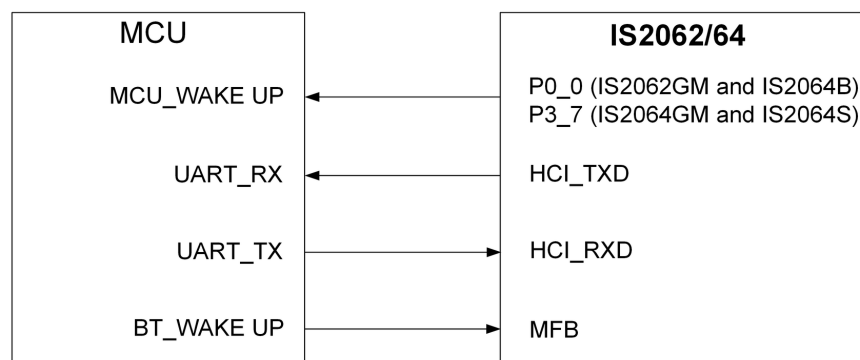 MCU
IS2062/64
MCU_WAKE UP
P0_0 (IS2062GM and IS2064B)
P3_7 (IS2064GM and IS2064S)
UART_RX
HCI_TXD
UART_TX
HCI_RXD
BT_WAKE UP
MFB